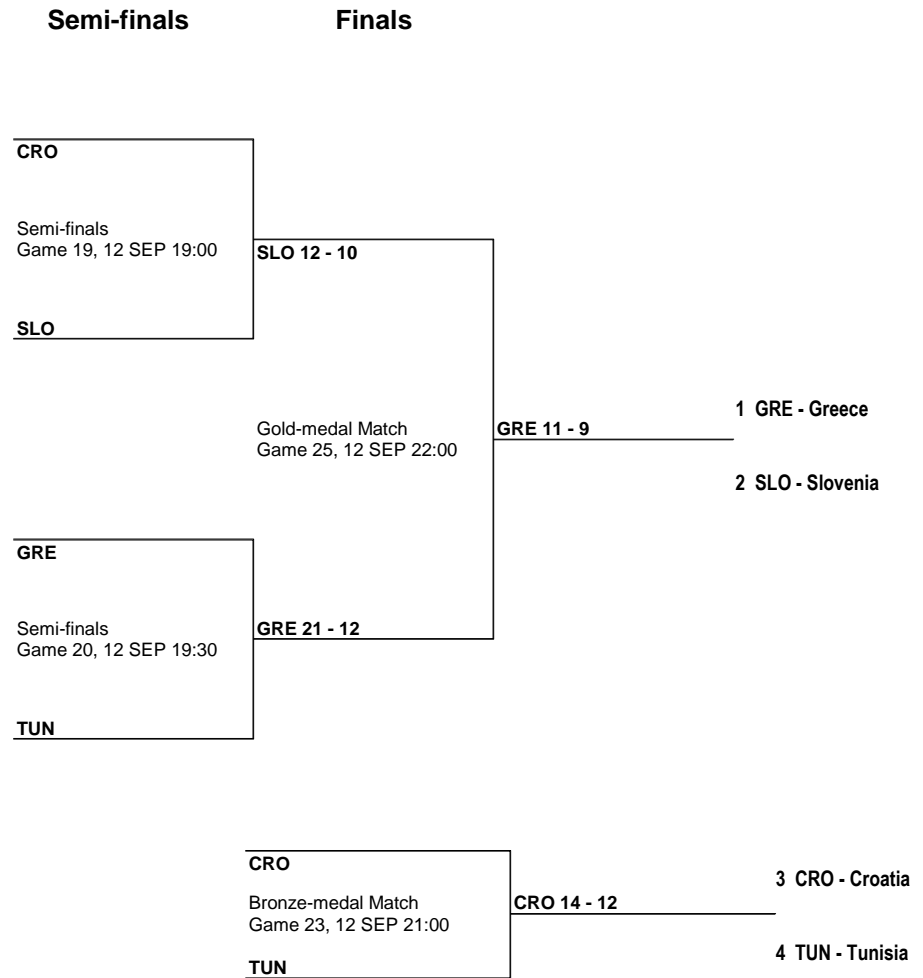 Semi-finals Finals
CRO
Semi-finals
Game 19, 12 SEP 19:00
SLO 12 - 10
SLO
1 GRE - Greece
Gold-medal Match
Game 25, 12 SEP 22:00
GRE 11 - 9
2 SLO - Slovenia
GRE
Semi-finals
Game 20, 12 SEP 19:30
GRE 21 - 12
TUN
CRO
3 CRO - Croatia
Bronze-medal Match
Game 23, 12 SEP 21:00
CRO 14 - 12
4 TUN - Tunisia
TUN